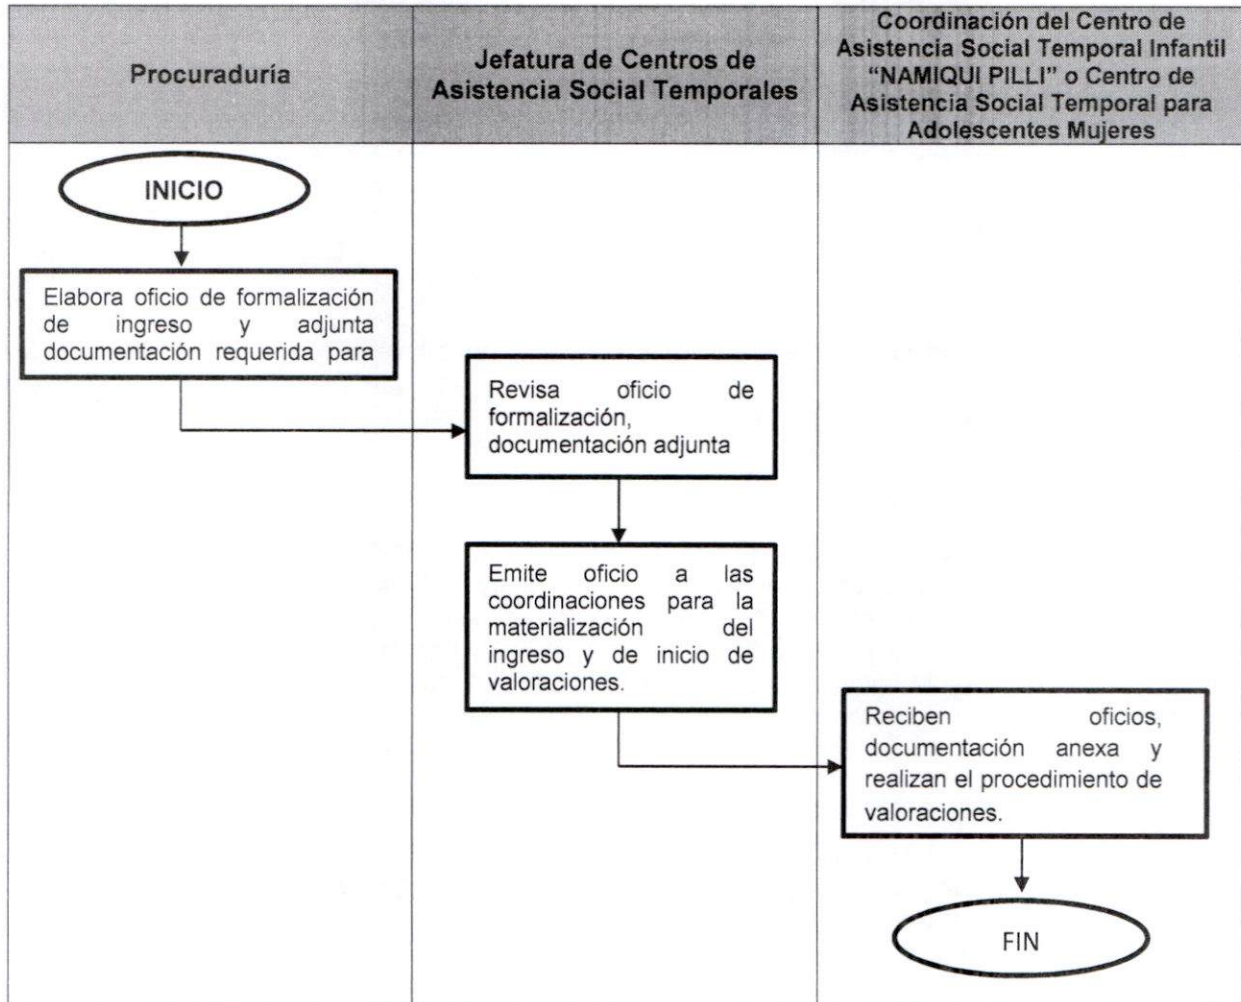 Procuraduría
Jefatura de Centros de
Asistencia Social Temporales
Coordinación del Centro de
Asistencia Social Temporal Infantil
“NAMIQUI PILLI” o Centro de
Asistencia Social Temporal para
Adolescentes Mujeres
INICIO
Elabora oficio de formalización
de ingreso y adjunta
documentación requerida para
Revisa oficio de
formalización,
documentación adjunta
Emite oficio a las
coordinaciones para la
materialización del
ingreso y de inicio de
valoraciones.
Reciben oficios,
documentación anexa y
realizan el procedimiento de
valoraciones.
FIN